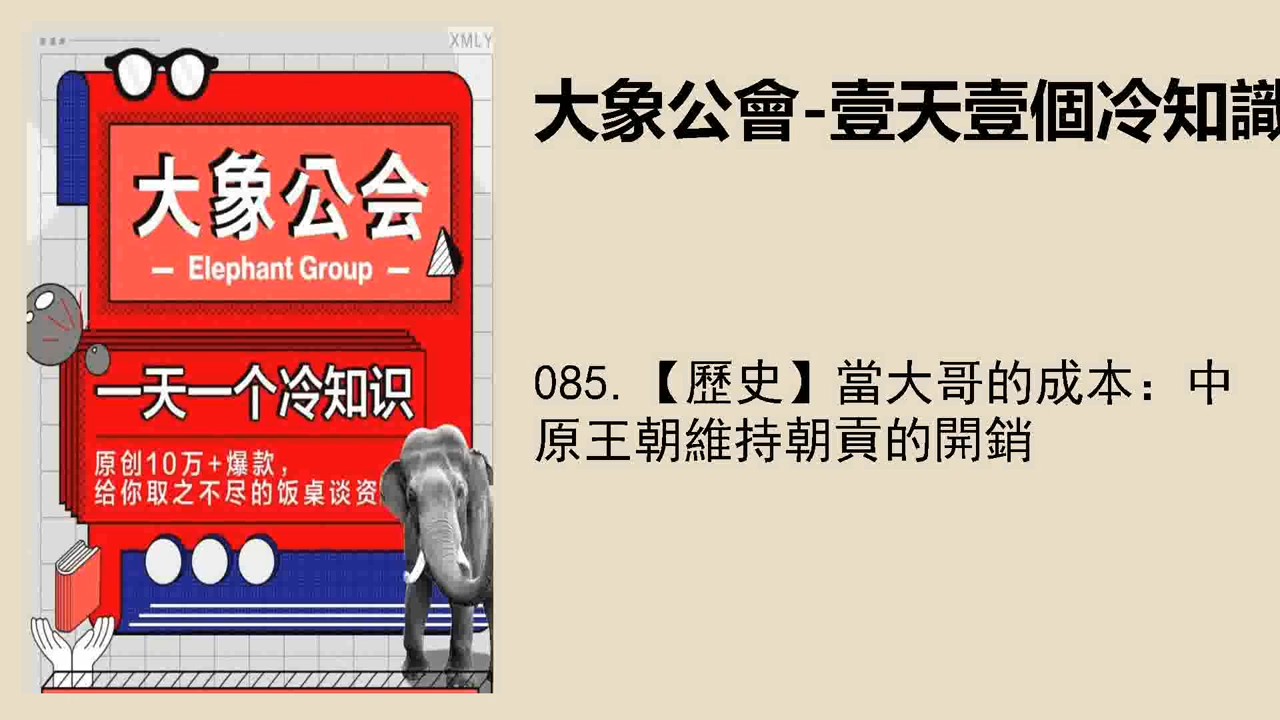 XMLY
大象公会
— Elephant Group —
一天一个冷知识
原创10万+爆款，
给你取之不尽的饭桌谈资
大象公會-壹天壹個冷知識
085.【歷史】當大哥的成本：中
原王朝維持朝貢的開銷